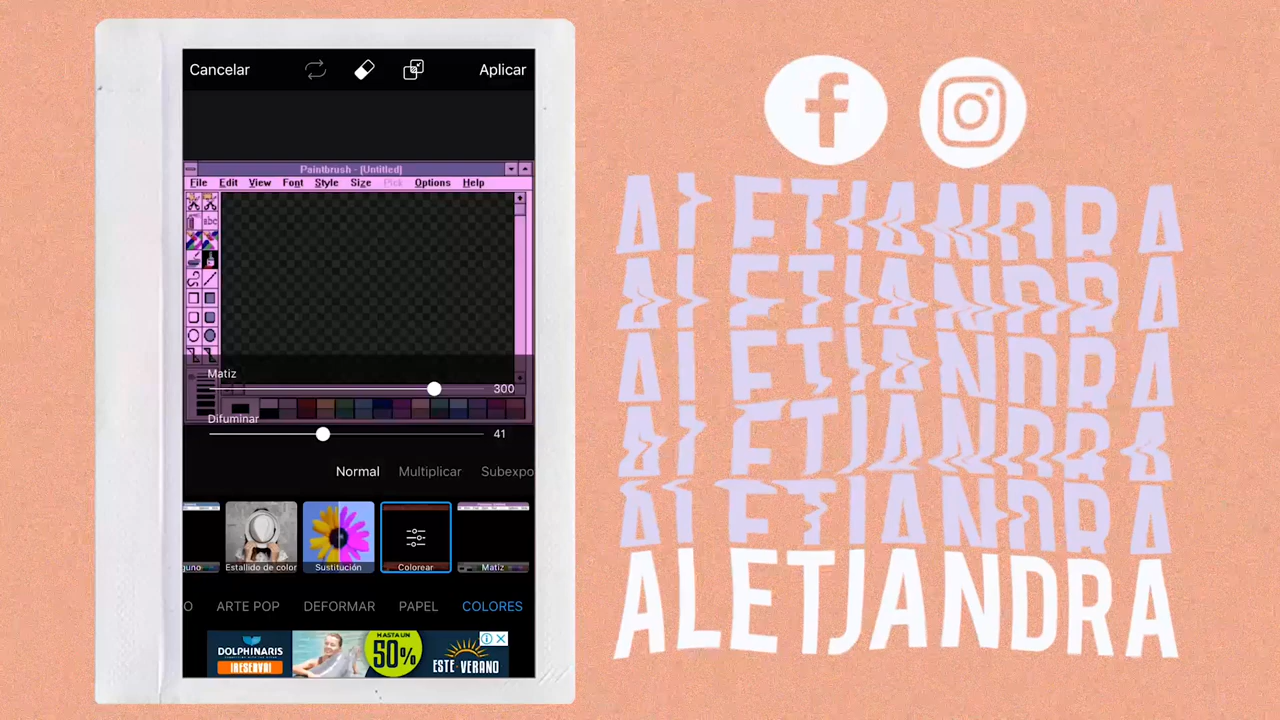 Cancelar
Aplicar
Paintbrush - [Untitled]
File Edit View Font Style Size Pick Options Help
abc
Matiz
300
Difuminar
41
Normal Multiplicar Subexpo
guno Estallido de color Sustitución Colorear Matiz
O ARTE POP DEFORMAR PAPEL COLORES
DOLPHINARIS
¡RESERVA!
HASTA UN
50%
ESTE VERANO
f
ALETJANDRA
ALETJANDRA
ALETJANDRA
ALETJANDRA
ALETJANDRA
ALETJANDRA